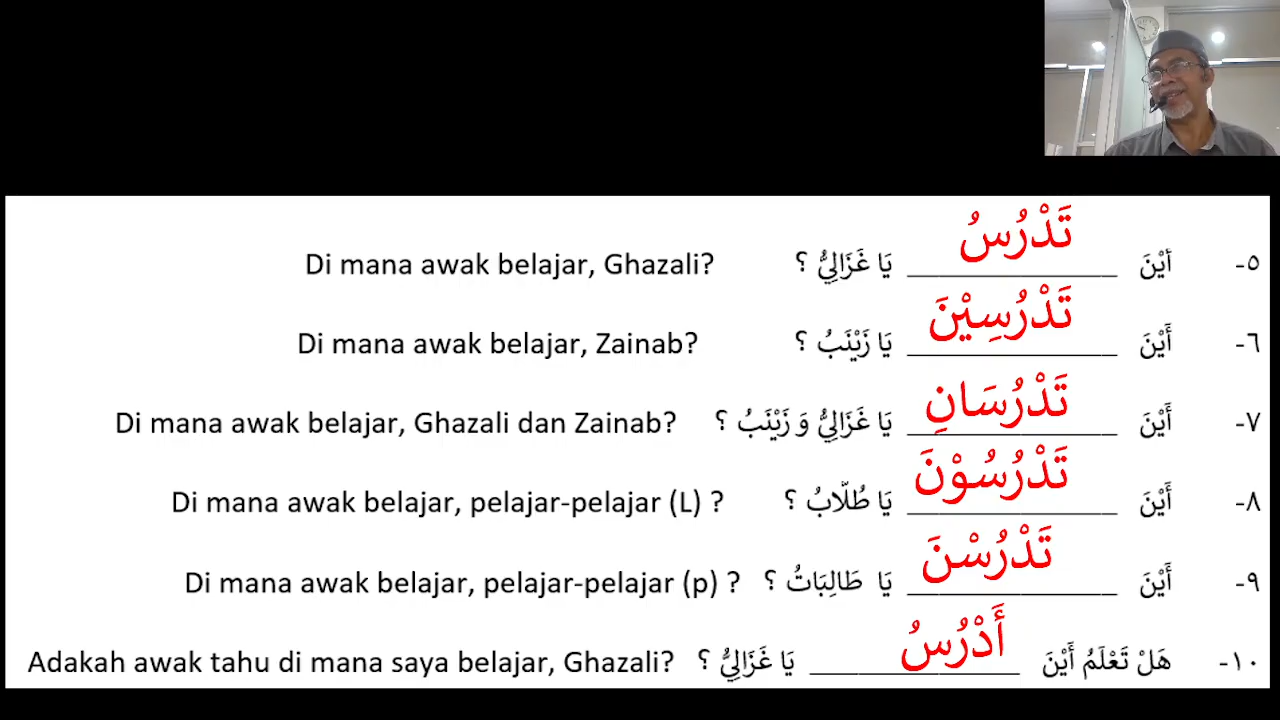 ٥- أَيْنَ تَدْرُسُ يَا غَزَالِيُّ ؟ Di mana awak belajar, Ghazali?
٦- أَيْنَ تَدْرُسِيْنَ يَا زَيْنَبُ ؟ Di mana awak belajar, Zainab?
٧- أَيْنَ تَدْرُسَانِ يَا غَزَالِيُّ وَ زَيْنَبُ ؟ Di mana awak belajar, Ghazali dan Zainab?
٨- أَيْنَ تَدْرُسُوْنَ يَا طُلَّابُ ؟ Di mana awak belajar, pelajar-pelajar (L) ?
٩- أَيْنَ تَدْرُسْنَ يَا طَالِبَاتُ ؟ Di mana awak belajar, pelajar-pelajar (p) ?
١٠- هَلْ تَعْلَمُ أَيْنَ أَدْرُسُ يَا غَزَالِيُّ ؟ Adakah awak tahu di mana saya belajar, Ghazali?